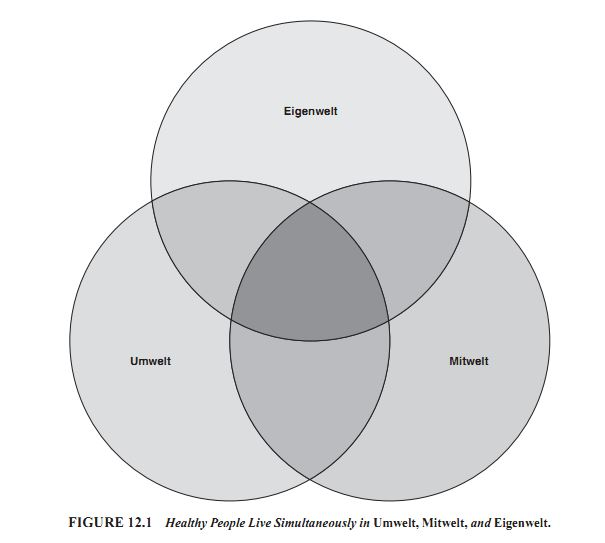 Eigenwelt
Umwelt
Mitwelt
FIGURE 12.1 Healthy People Live Simultaneously in Umwelt, Mitwelt, and Eigenwelt.